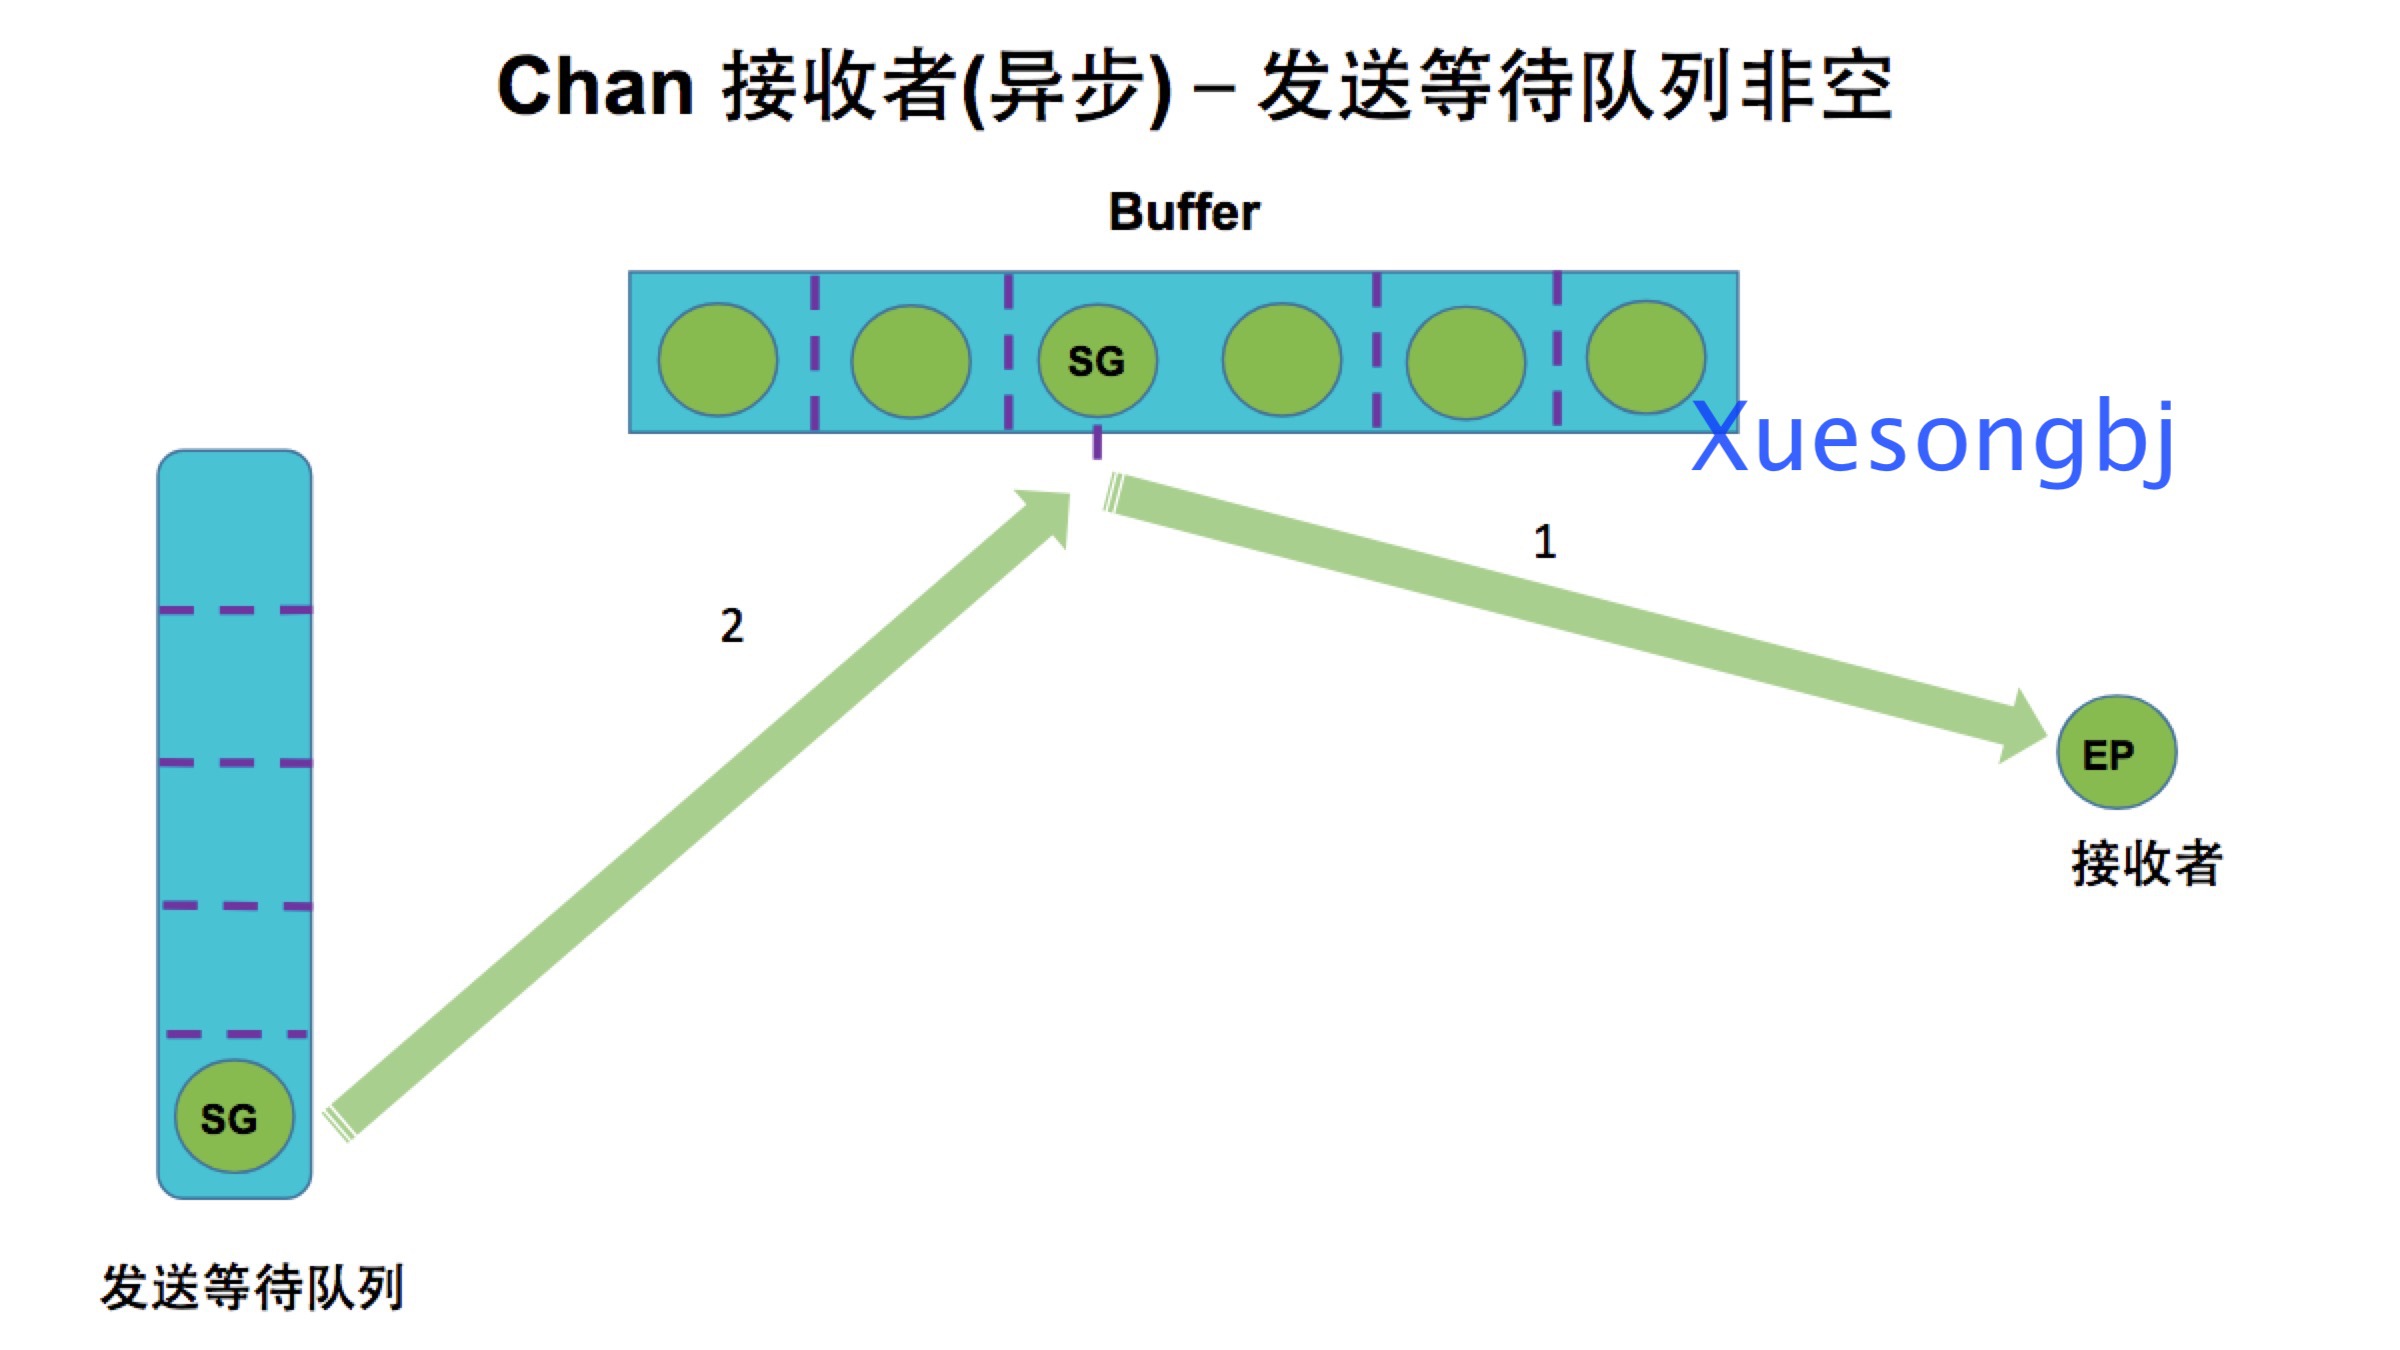 Chan 接收者(异步) – 发送等待队列非空
Buffer
SG
Xuesongbj
1
2
EP
接收者
SG
发送等待队列